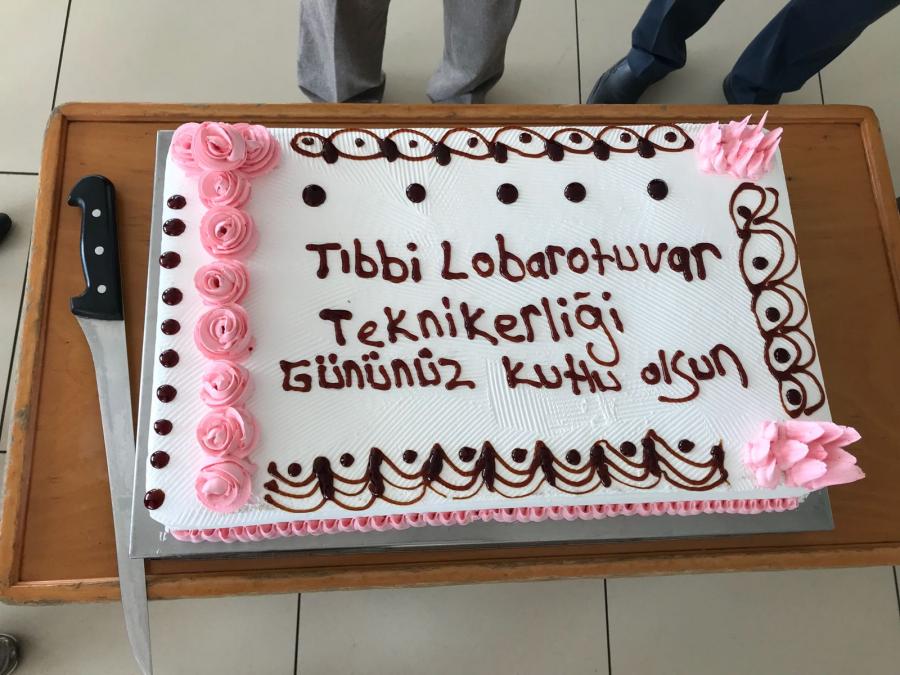 Tıbbi Lobarotuvar
Teknikerliği
Gününüz kutlu olsun